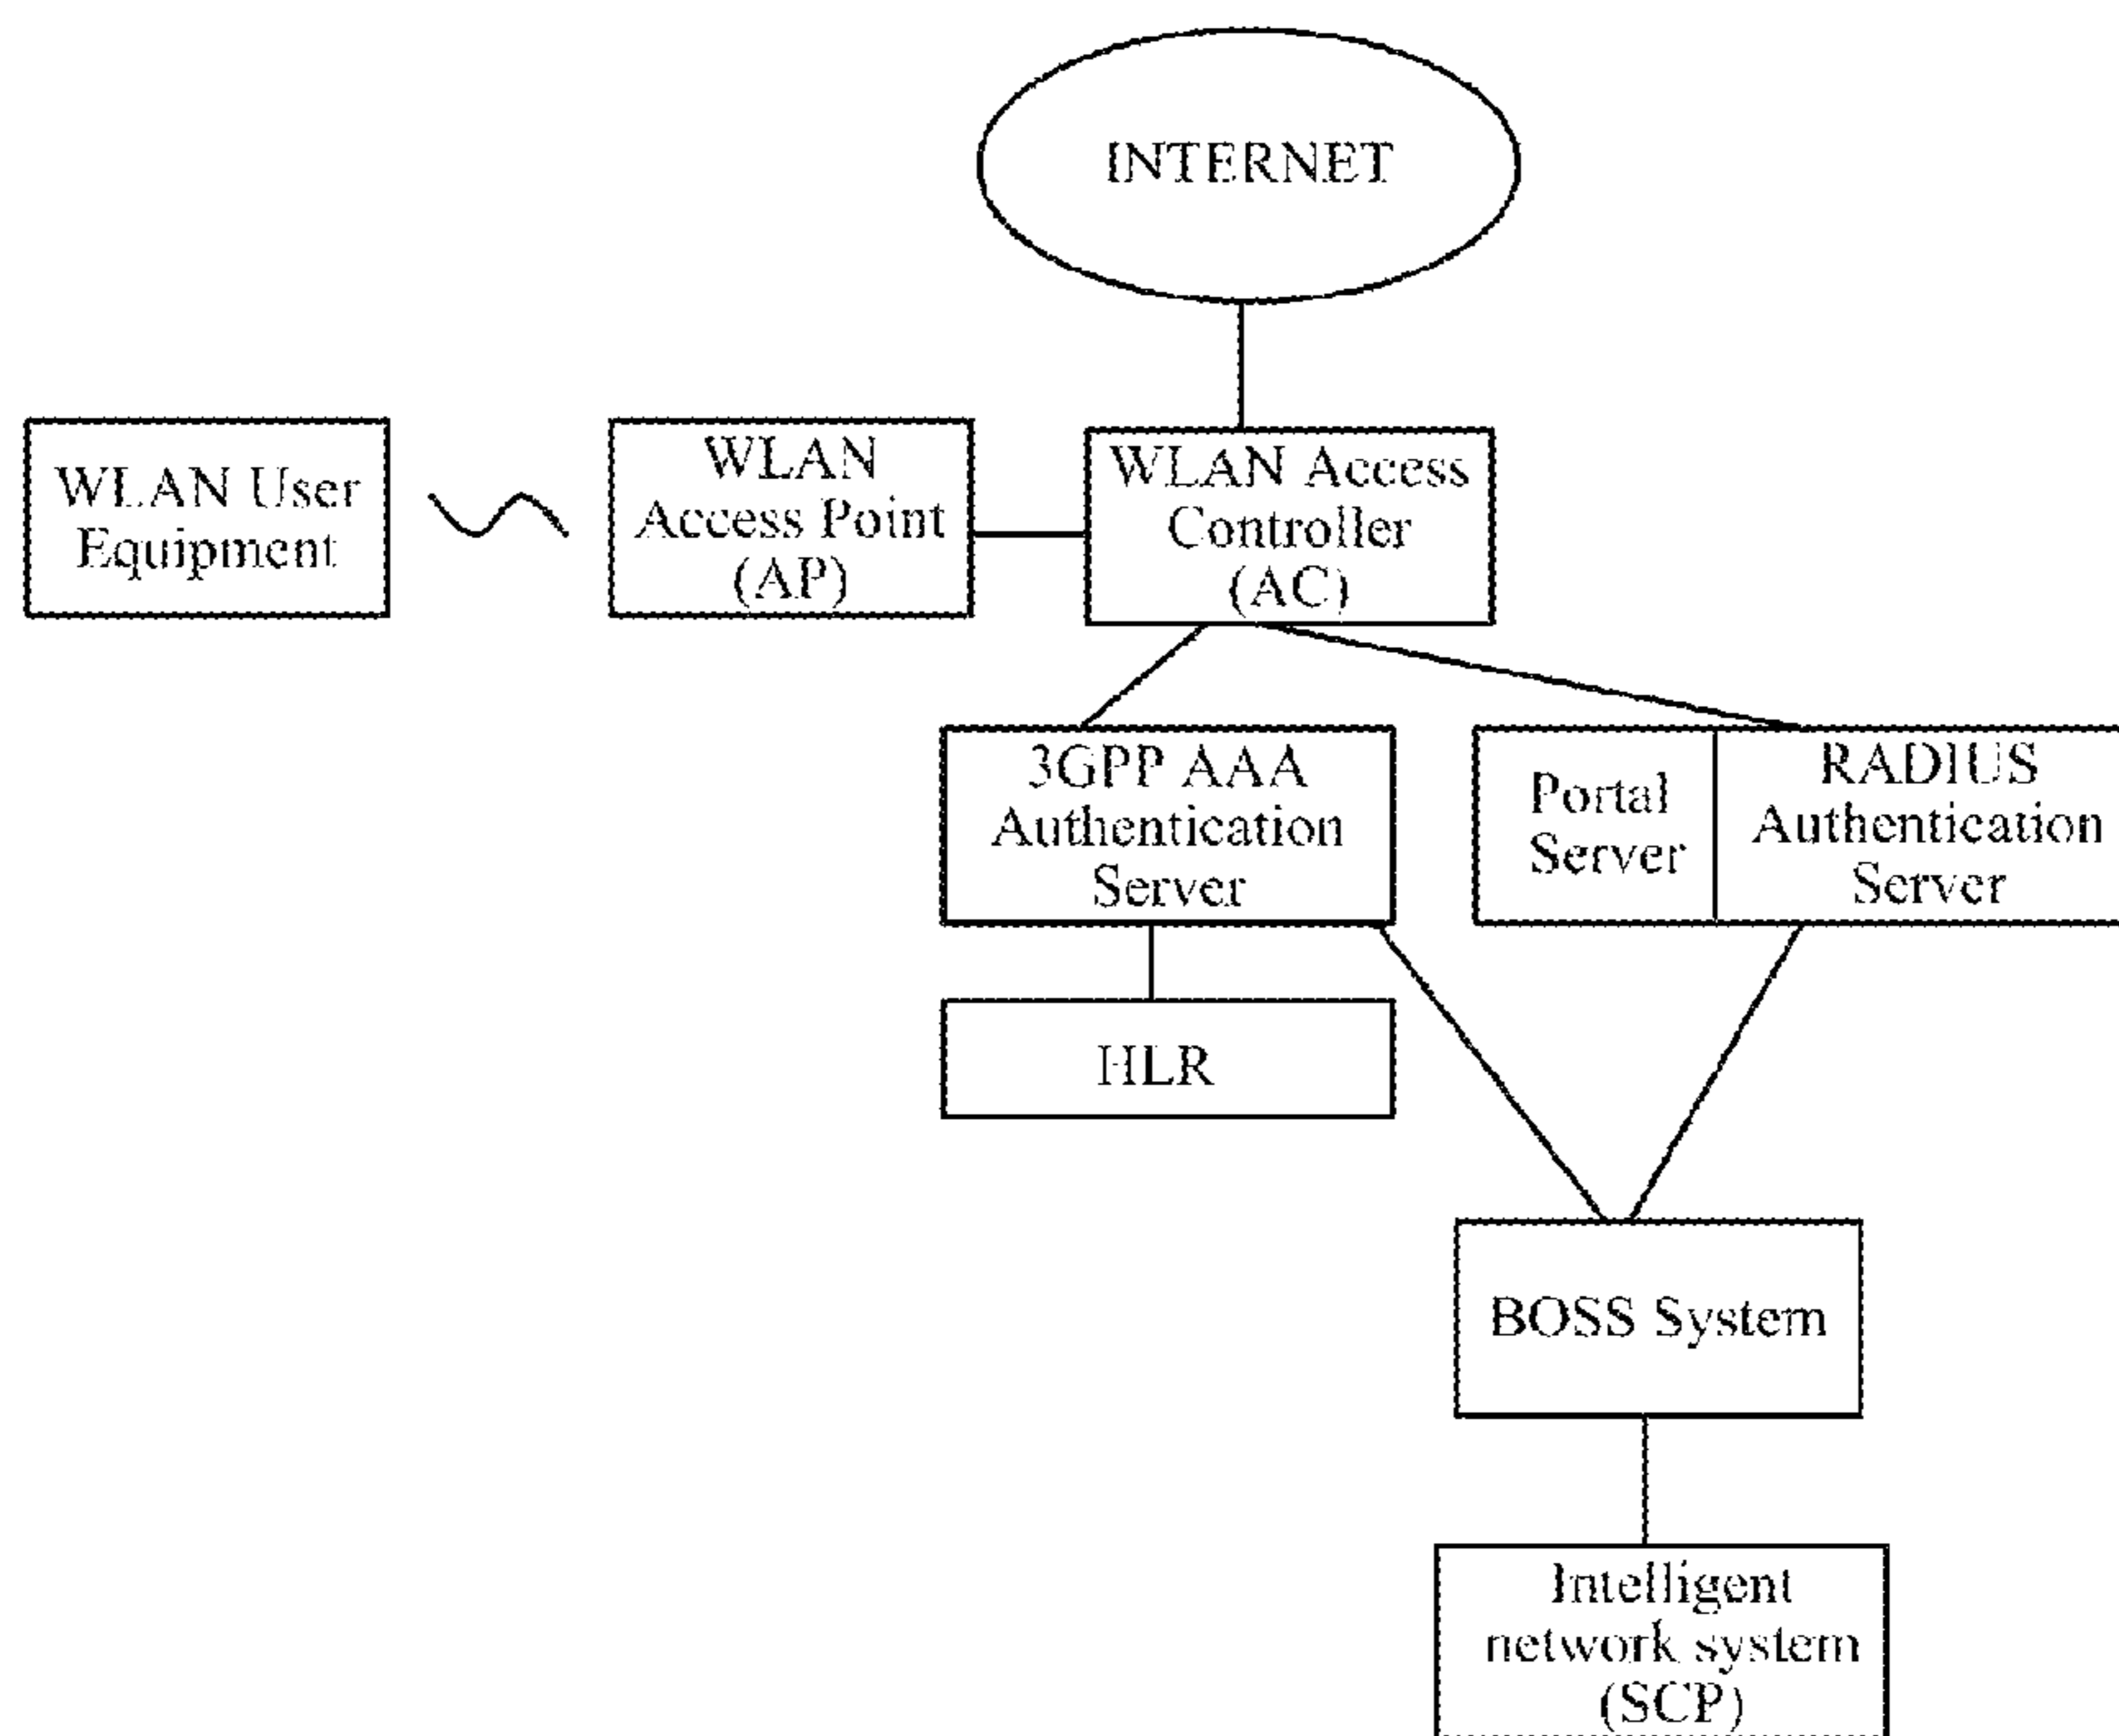 INTERNET
WLAN User
Equipment
WLAN
Access Point
(AP)
WLAN Access
Controller
(AC)
3GPP AAA
Authentication
Server
Portal
Server
RADIUS
Authentication
Server
HLR
BOSS System
Intelligent
network system
(SCP)